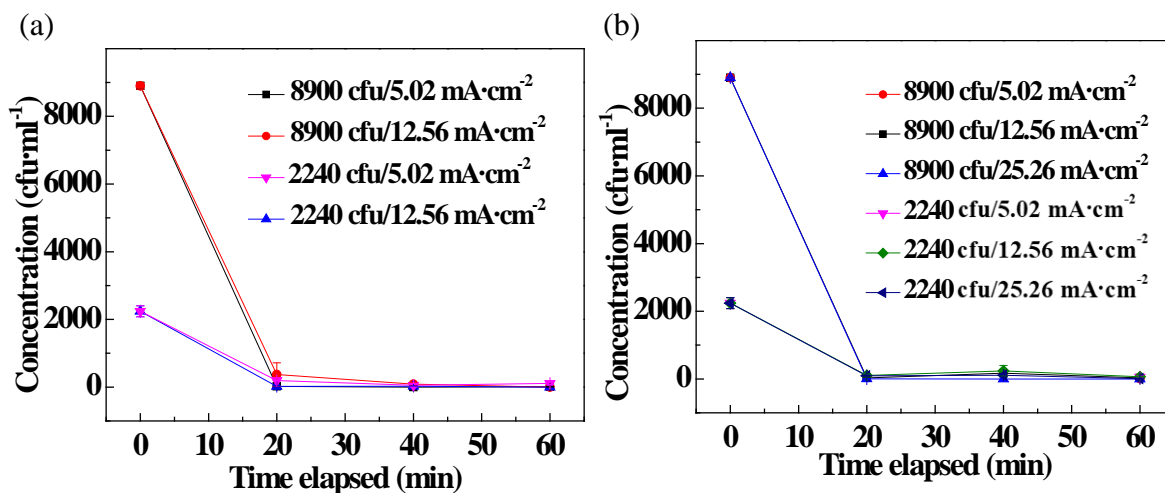 (a)
8900 cfu/5.02 mA·cm-2
8900 cfu/12.56 mA·cm-2
2240 cfu/5.02 mA·cm-2
2240 cfu/12.56 mA·cm-2
Concentration (cfu·ml-1)
8000
6000
4000
2000
0
0 10 20 30 40 50 60
Time elapsed (min)
(b)
8900 cfu/5.02 mA·cm-2
8900 cfu/12.56 mA·cm-2
8900 cfu/25.26 mA·cm-2
2240 cfu/5.02 mA·cm-2
2240 cfu/12.56 mA·cm-2
2240 cfu/25.26 mA·cm-2
Concentration (cfu·ml-1)
8000
6000
4000
2000
0
0 10 20 30 40 50 60
Time elapsed (min)